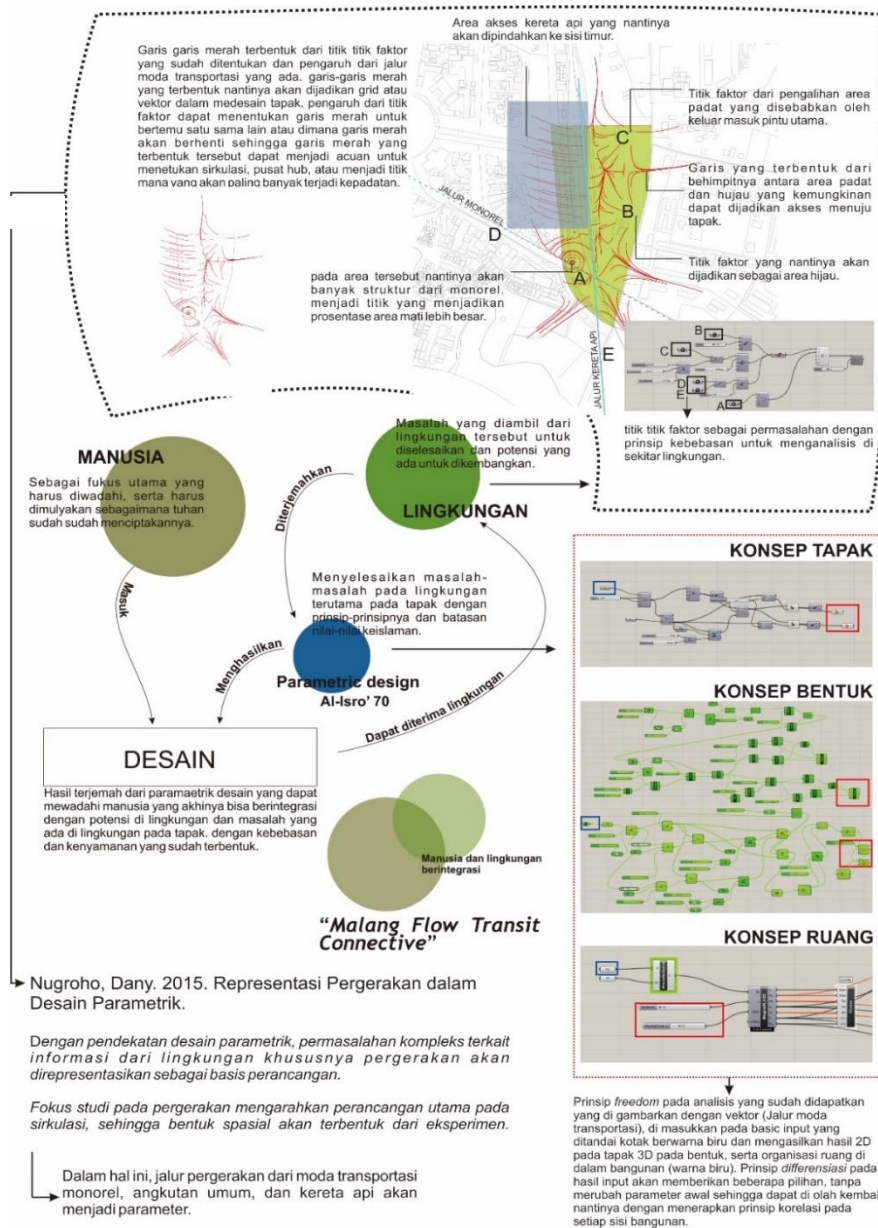 Area akses kereta api yang nantinya
akan dipindahkan ke sisi timur.
Garis garis merah terbentuk dari titik titik faktor
yang sudah ditentukan dan pengaruh dari jalur
moda transportasi yang ada. garis-garis merah
yang terbentuk nantinya akan dijadikan grid atau
vektor dalam medesain tapak. pengaruh dari titik
faktor dapat menentukan garis merah untuk
bertemu satu sama lain atau dimana garis merah
akan berhenti sehingga garis merah yang
terbentuk tersebut dapat menjadi acuan untuk
menetukan sirkulasi, pusat hub, atau menjadi titik
mana yang akan paling banyak terjadi kepadatan.
Titik faktor dari pengalihan area
padat yang disebabkan oleh
keluar masuk pintu utama.
Garis yang terbentuk dari
behimpitnya antara area padat
dan hujau yang kemungkinan
dapat dijadikan akses menuju
tapak.
Titik faktor yang nantinya akan
dijadikan sebagai area hijau.
C
B
A
D
E
JALUR MONOREL
JALUR KERETA API
pada area tersebut nantinya akan
banyak struktur dari monorel.
menjadi titik yang menjadikan
prosentase area mati lebih besar.
B
C
D
E
A
titik titik faktor sebagai permasalahan dengan
prinsip kebebasan untuk menganalisis di
sekitar lingkungan.
MANUSIA
Sebagai fukus utama yang
harus diwadahi, serta harus
dimulyakan sebagaimana tuhan
sudah sudah menciptakannya.
Masalah yang diambil dari
lingkungan tersebut untuk
diselesaikan dan potensi yang
ada untuk dikembangkan.
LINGKUNGAN
Diterjemahkan
Masuk
Menyelesaikan masalah-
masalah pada lingkungan
terutama pada tapak dengan
prinsip-prinsipnya dan batasan
nilai-nilai keislaman.
Menghasilkan
Parametric design
Al-Isro' 70
Dapat diterima lingkungan
DESAIN
Hasil terjemah dari paramaetrik desain yang dapat
mewadahi manusia yang akhinya bisa berintegrasi
dengan potensi di lingkungan dan masalah yang
ada di lingkungan pada tapak. dengan kebebasan
dan kenyamanan yang sudah terbentuk.
Manusia dan lingkungan
berintegrasi
“Malang Flow Transit
Connective”
KONSEP TAPAK
KONSEP BENTUK
KONSEP RUANG
Nugroho, Dany. 2015. Representasi Pergerakan dalam
Desain Parametrik.
Dengan pendekatan desain parametrik, permasalahan kompleks terkait
informasi dari lingkungan khususnya pergerakan akan
direpresentasikan sebagai basis perancangan.
Fokus studi pada pergerakan mengarahkan perancangan utama pada
sirkulasi, sehingga bentuk spasial akan terbentuk dari eksperimen.
Dalam hal ini, jalur pergerakan dari moda transportasi
monorel, angkutan umum, dan kereta api akan
menjadi parameter.
Prinsip freedom pada analisis yang sudah didapatkan
yang di gambarkan dengan vektor (Jalur moda
transportasi), di masukkan pada basic input yang
ditandai kotak berwarna biru dan mengasilkan hasil 2D
pada tapak 3D pada bentuk, serta organisasi ruang di
dalam bangunan (warna biru). Prinsip differensiasi pada
hasil input akan memberikan beberapa pilihan, tanpa
merubah parameter awal sehingga dapat di olah kembali
nantinya dengan menerapkan prinsip korelasi pada
setiap sisi bangunan.